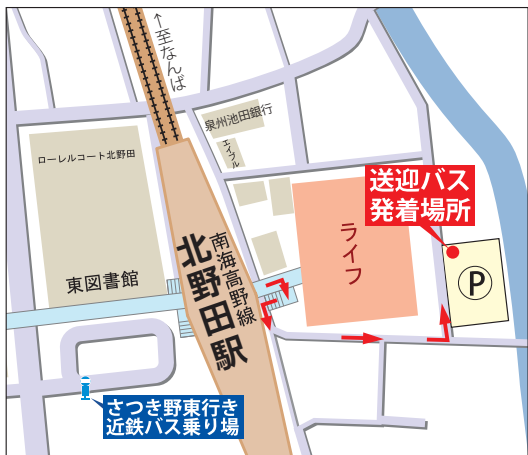 ←至なんば
泉州池田銀行
エイブル
ローレルコート北野田
送迎バス
発着場所
ライフ
南海高野線
北野田駅
東図書館
P
さつき野東行き
近鉄バス乗り場